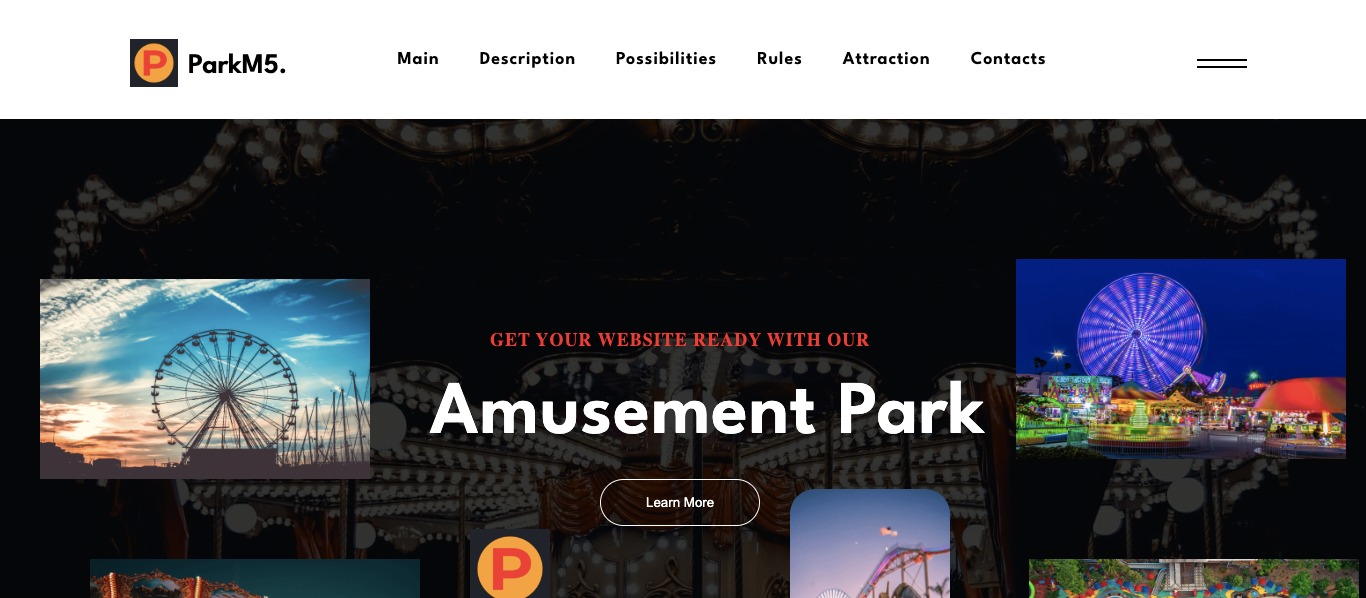 P ParkM5.
Main Description Possibilities Rules Attraction Contacts
GET YOUR WEBSITE READY WITH OUR
Amusement Park
Learn More
P